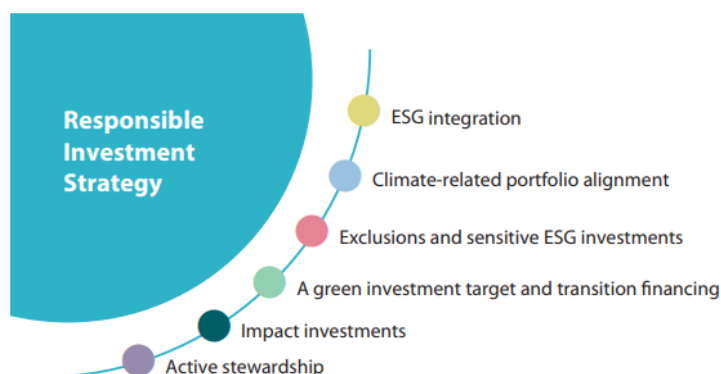 Responsible
Investment
Strategy
ESG integration
Climate-related portfolio alignment
Exclusions and sensitive ESG investments
A green investment target and transition financing
Impact investments
Active stewardship